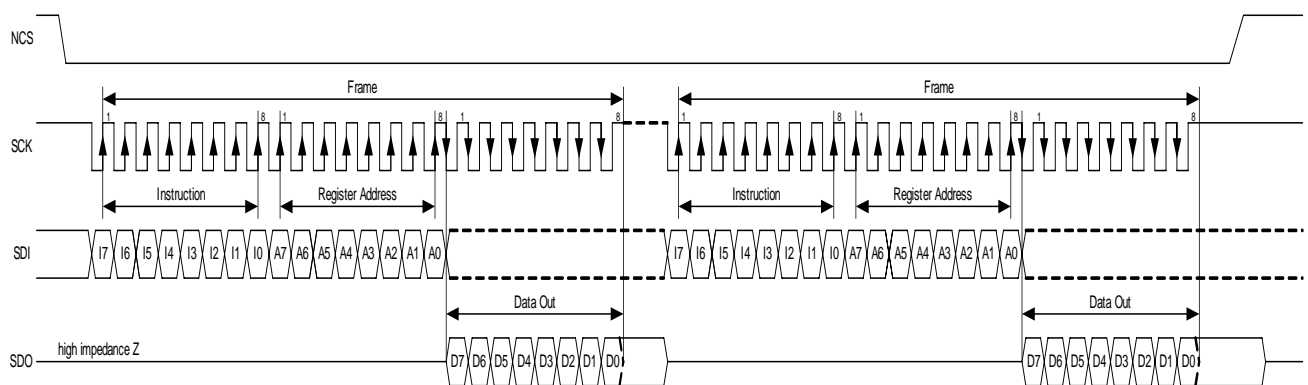 NCS
Frame Frame
1 8 1 8 1 8 1 8 1 8 1 8
SCK
Instruction Register Address Instruction Register Address
SDI I7 I6 I5 I4 I3 I2 I1 I0 A7 A6 A5 A4 A3 A2 A1 A0 I7 I6 I5 I4 I3 I2 I1 I0 A7 A6 A5 A4 A3 A2 A1 A0
Data Out Data Out
high impedance Z
SDO D7 D6 D5 D4 D3 D2 D1 D0 D7 D6 D5 D4 D3 D2 D1 D0